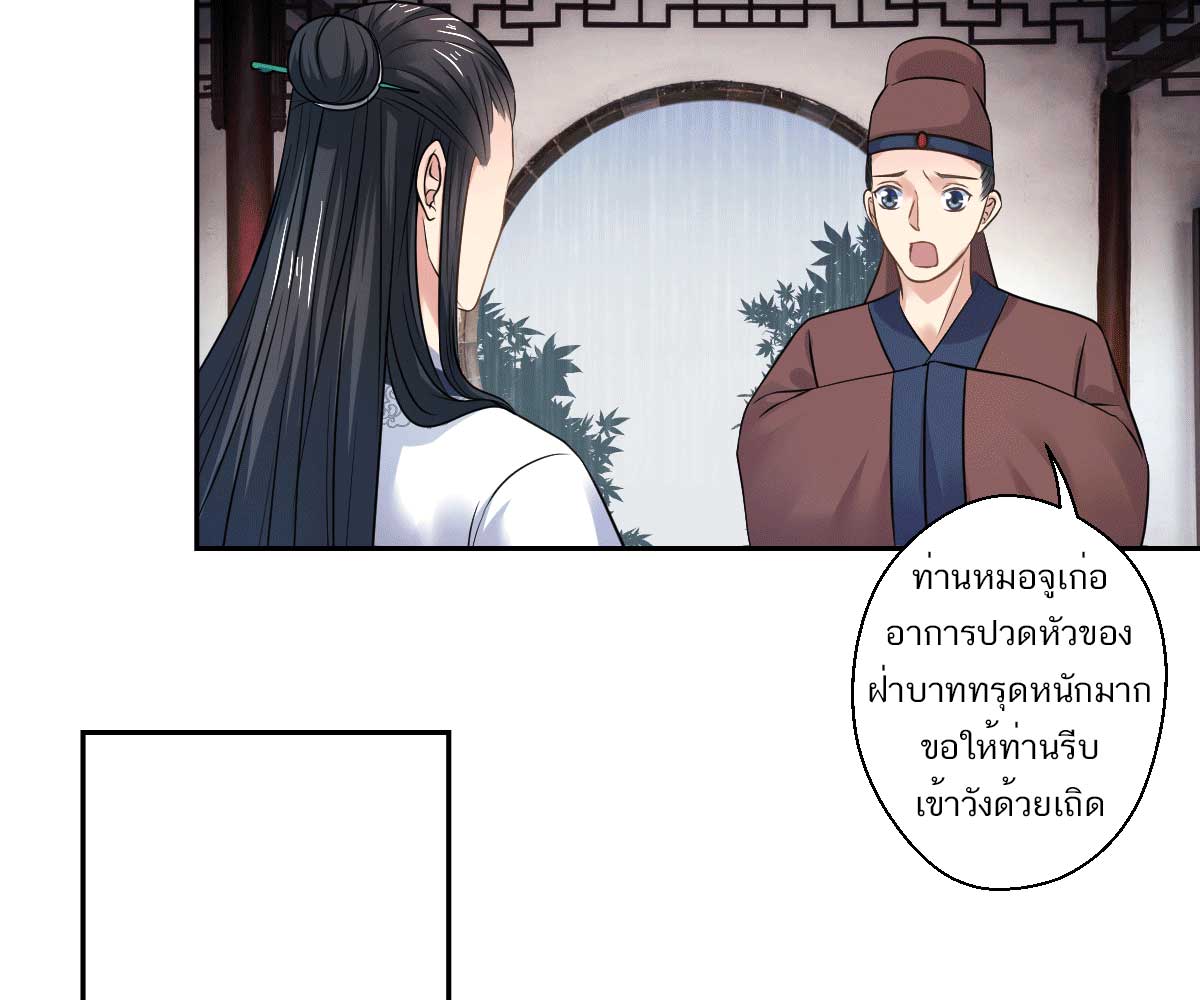 ท่านหมอจูเก่อ
อาการปวดหัวของ
ฝ่าบาททรุดหนักมาก
ขอให้ท่านรีบ
เข้าวังด้วยเถิด